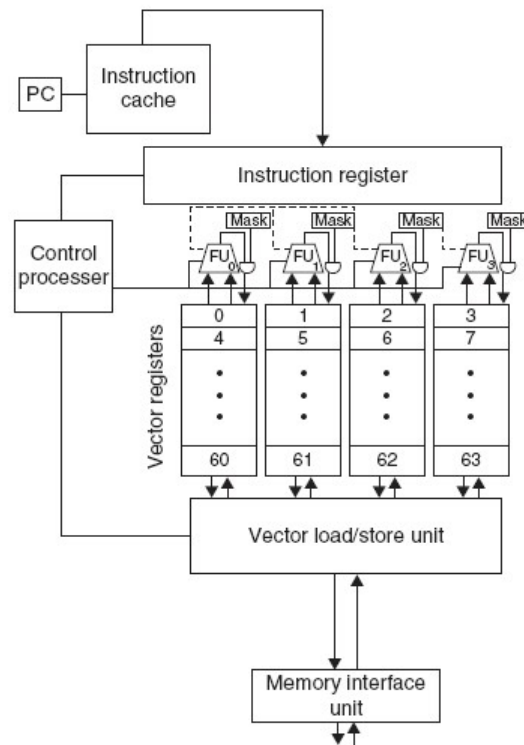 Instruction
cache
PC
Instruction register
Mask Mask Mask Mask
Control
processer
FU0 FU1 FU2 FU3
Vector registers
0 1 2 3
4 5 6 7
60 61 62 63
Vector load/store unit
Memory interface
unit